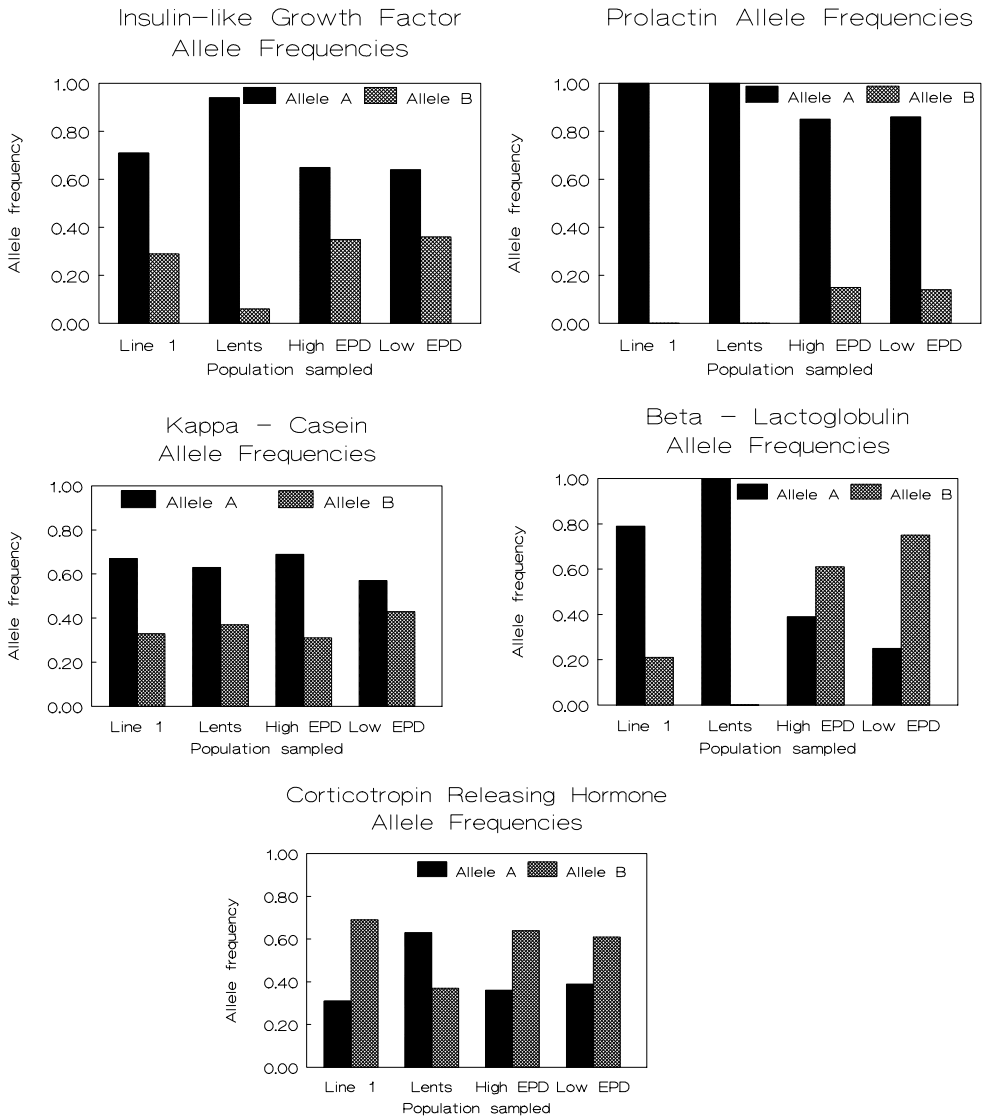 Insulin-like Growth Factor
Allele Frequencies
Allele frequency
1.00
0.80
0.60
0.40
0.20
0.00
Allele A Allele B
Line 1 Lents High EPD Low EPD
Population sampled
Prolactin Allele Frequencies
Allele frequency
1.00
0.80
0.60
0.40
0.20
0.00
Allele A Allele B
Line 1 Lents High EPD Low EPD
Population sampled
Kappa - Casein
Allele Frequencies
Allele frequency
1.00
0.80
0.60
0.40
0.20
0.00
Allele A Allele B
Line 1 Lents High EPD Low EPD
Population sampled
Beta - Lactoglobulin
Allele Frequencies
Allele frequency
1.00
0.80
0.60
0.40
0.20
0.00
Allele A Allele B
Line 1 Lents High EPD Low EPD
Population sampled
Corticotropin Releasing Hormone
Allele Frequencies
Allele frequency
1.00
0.80
0.60
0.40
0.20
0.00
Allele A Allele B
Line 1 Lents High EPD Low EPD
Population sampled